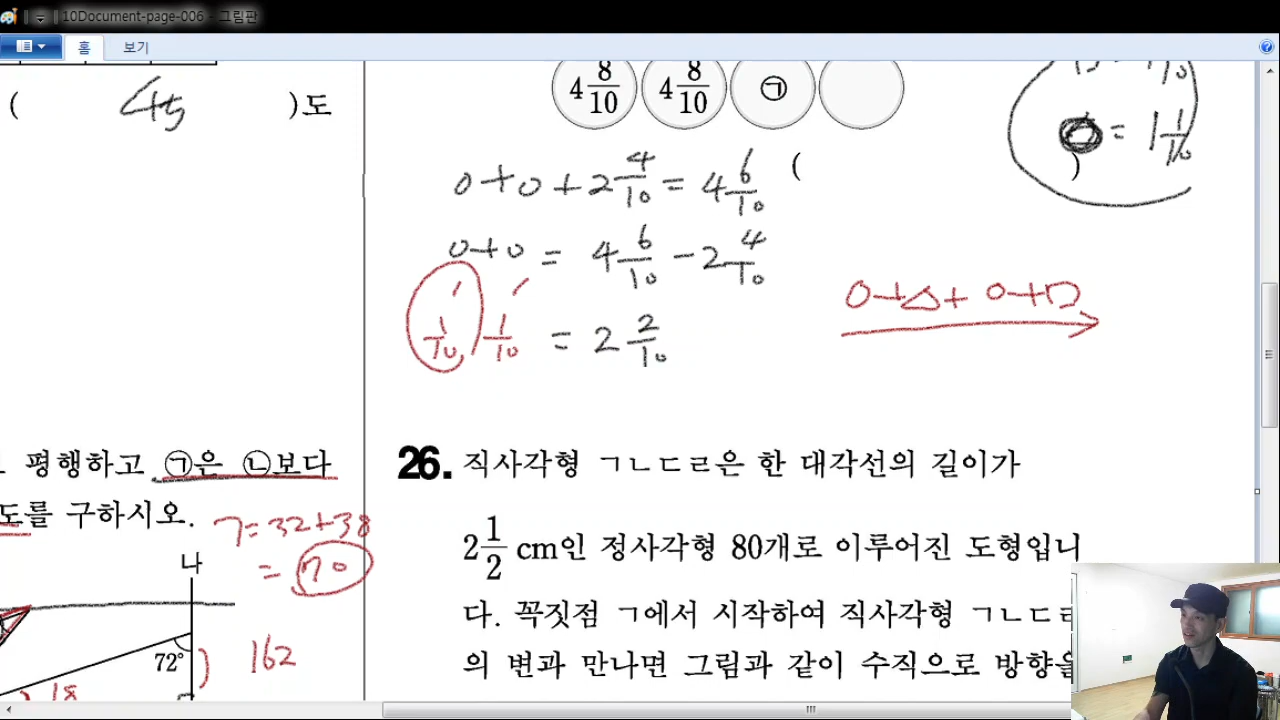 10Document-page-006 - 그림판
홈 보기
( 45 )도
평행하고 ㉠은 ㉡보다
도를 구하시오.
ㄱ=32+38
= 70
나
72°
162
18
4 8/10 4 8/10 ㉠
( )
= 1 1/10
0+0+2 4/10 = 4 6/10
0+0 = 4 6/10 - 2 4/10
1/10 1/10 = 2 2/10
0+△+ 0+□
26. 직사각형 ㄱㄴㄷㄹ은 한 대각선의 길이가
2 1/2 cm인 정사각형 80개로 이루어진 도형입니
다. 꼭짓점 ㄱ에서 시작하여 직사각형 ㄱㄴㄷㄹ
의 변과 만나면 그림과 같이 수직으로 방향을